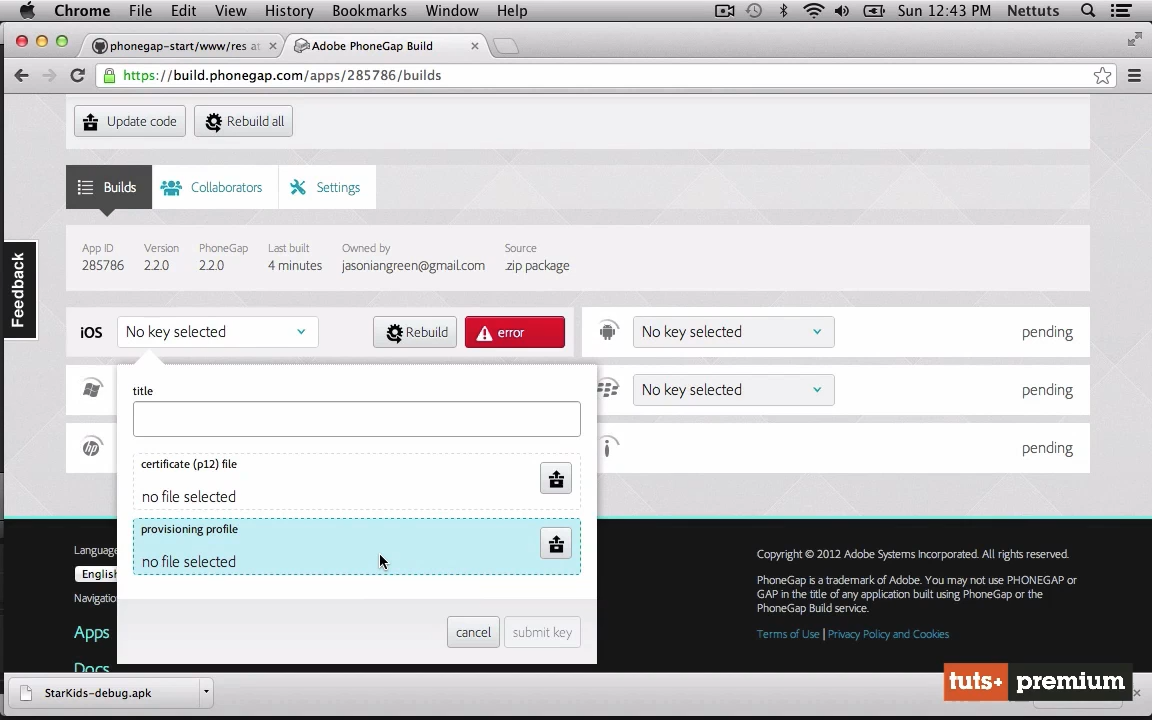 Chrome File Edit View History Bookmarks Window Help Sun 12:43 PM Nettuts
phonegap-start/www/res at Adobe PhoneGap Build
https://build.phonegap.com/apps/285786/builds
Update code Rebuild all
Builds Collaborators Settings
App ID Version PhoneGap Last built Owned by Source
285786 2.2.0 2.2.0 4 minutes jasoniangreen@gmail.com .zip package
Feedback
iOS No key selected Rebuild error No key selected pending
title
No key selected pending
hp
certificate (p12) file
no file selected
pending
provisioning profile
no file selected
Language
English
Navigatio
Apps
Docs
cancel submit key
Copyright © 2012 Adobe Systems Incorporated. All rights reserved.
PhoneGap is a trademark of Adobe. You may not use PHONEGAP or
GAP in the title of any application built using PhoneGap or the
PhoneGap Build service.
Terms of Use | Privacy Policy and Cookies
StarKids-debug.apk
tuts+ premium